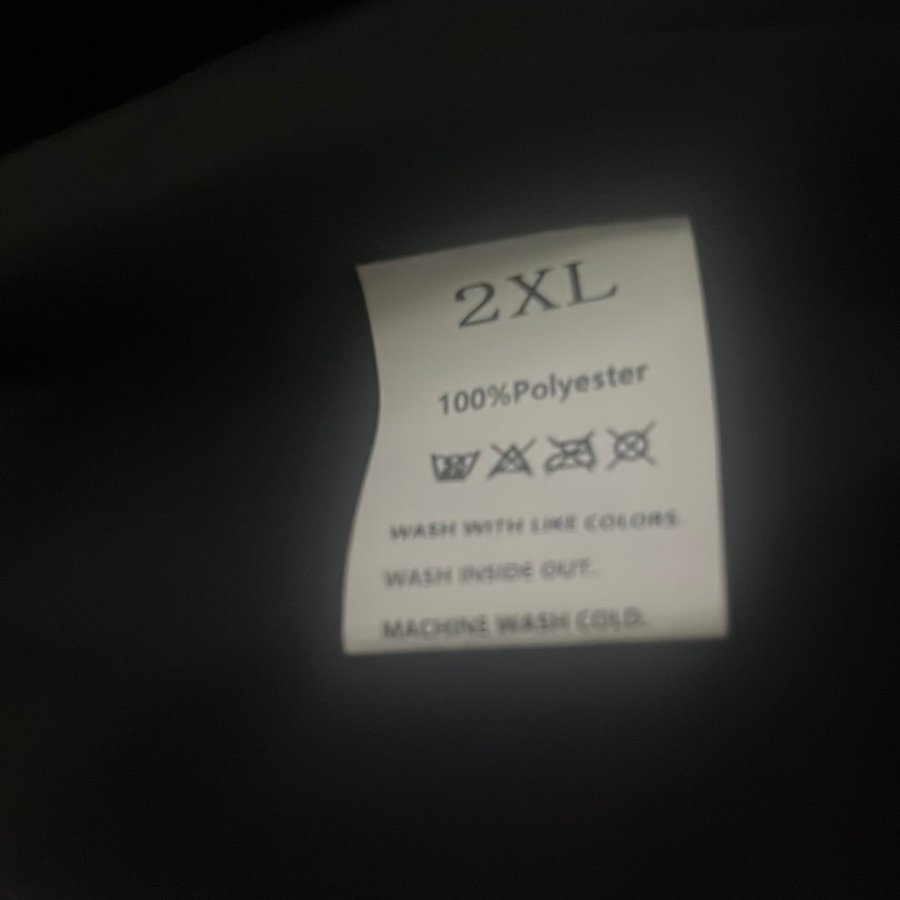 2XL
100%Polyester
WASH WITH LIKE COLORS.
WASH INSIDE OUT.
MACHINE WASH COLD.